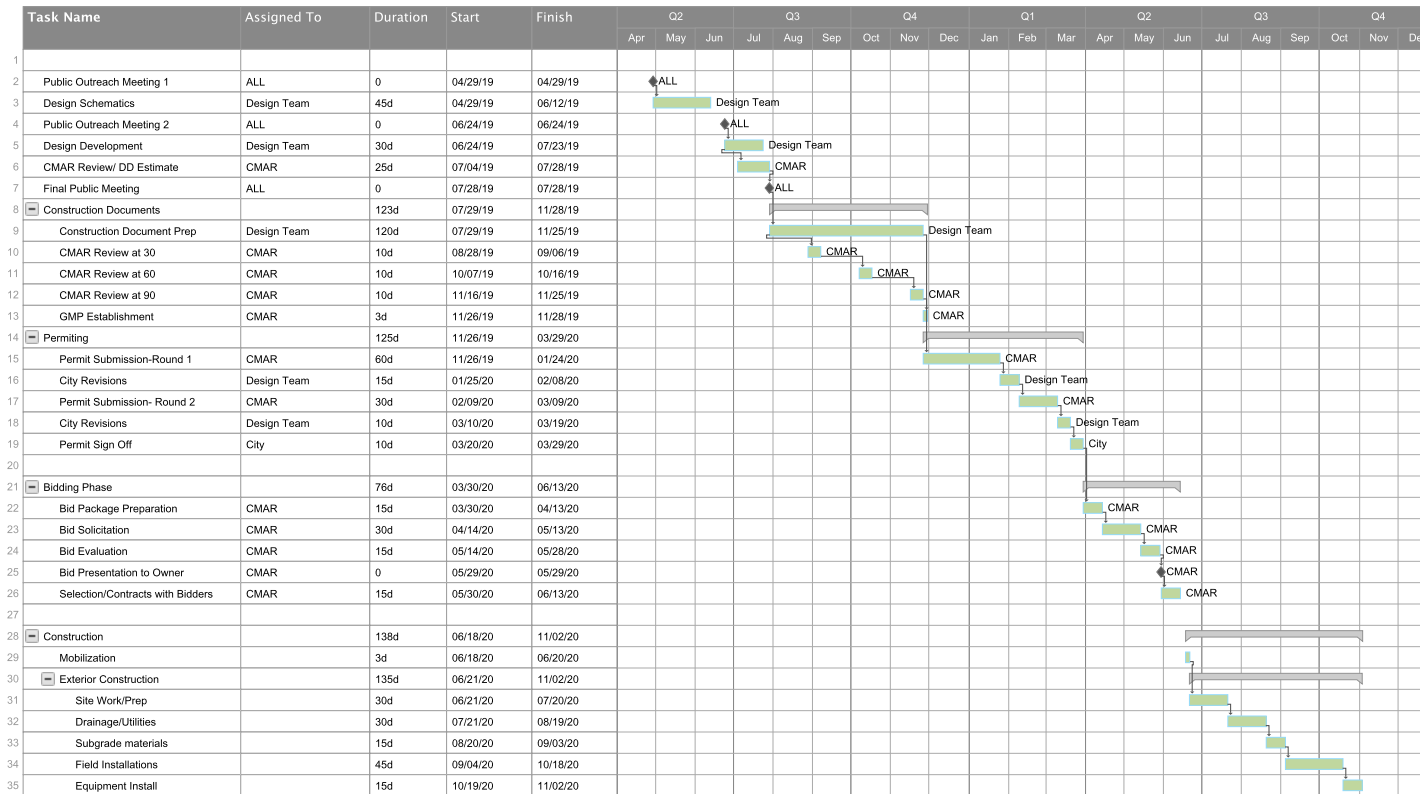 Task Name Assigned To Duration Start Finish Q2 Q3 Q4 Q1 Q2 Q3 Q4
Apr May Jun Jul Aug Sep Oct Nov Dec Jan Feb Mar Apr May Jun Jul Aug Sep Oct Nov De
1
2 Public Outreach Meeting 1 ALL 0 04/29/19 04/29/19 ALL
3 Design Schematics Design Team 45d 04/29/19 06/12/19 Design Team
4 Public Outreach Meeting 2 ALL 0 06/24/19 06/24/19 ALL
5 Design Development Design Team 30d 06/24/19 07/23/19 Design Team
6 CMAR Review/ DD Estimate CMAR 25d 07/04/19 07/28/19 CMAR
7 Final Public Meeting ALL 0 07/28/19 07/28/19 ALL
8 Construction Documents 123d 07/29/19 11/28/19
9 Construction Document Prep Design Team 120d 07/29/19 11/25/19 Design Team
10 CMAR Review at 30 CMAR 10d 08/28/19 09/06/19 CMAR
11 CMAR Review at 60 CMAR 10d 10/07/19 10/16/19 CMAR
12 CMAR Review at 90 CMAR 10d 11/16/19 11/25/19 CMAR
13 GMP Establishment CMAR 3d 11/26/19 11/28/19 CMAR
14 Permiting 125d 11/26/19 03/29/20
15 Permit Submission-Round 1 CMAR 60d 11/26/19 01/24/20 CMAR
16 City Revisions Design Team 15d 01/25/20 02/08/20 Design Team
17 Permit Submission- Round 2 CMAR 30d 02/09/20 03/09/20 CMAR
18 City Revisions Design Team 10d 03/10/20 03/19/20 Design Team
19 Permit Sign Off City 10d 03/20/20 03/29/20 City
20
21 Bidding Phase 76d 03/30/20 06/13/20
22 Bid Package Preparation CMAR 15d 03/30/20 04/13/20 CMAR
23 Bid Solicitation CMAR 30d 04/14/20 05/13/20 CMAR
24 Bid Evaluation CMAR 15d 05/14/20 05/28/20 CMAR
25 Bid Presentation to Owner CMAR 0 05/29/20 05/29/20 CMAR
26 Selection/Contracts with Bidders CMAR 15d 05/30/20 06/13/20 CMAR
27
28 Construction 138d 06/18/20 11/02/20
29 Mobilization 3d 06/18/20 06/20/20
30 Exterior Construction 135d 06/21/20 11/02/20
31 Site Work/Prep 30d 06/21/20 07/20/20
32 Drainage/Utilities 30d 07/21/20 08/19/20
33 Subgrade materials 15d 08/20/20 09/03/20
34 Field Installations 45d 09/04/20 10/18/20
35 Equipment Install 15d 10/19/20 11/02/20